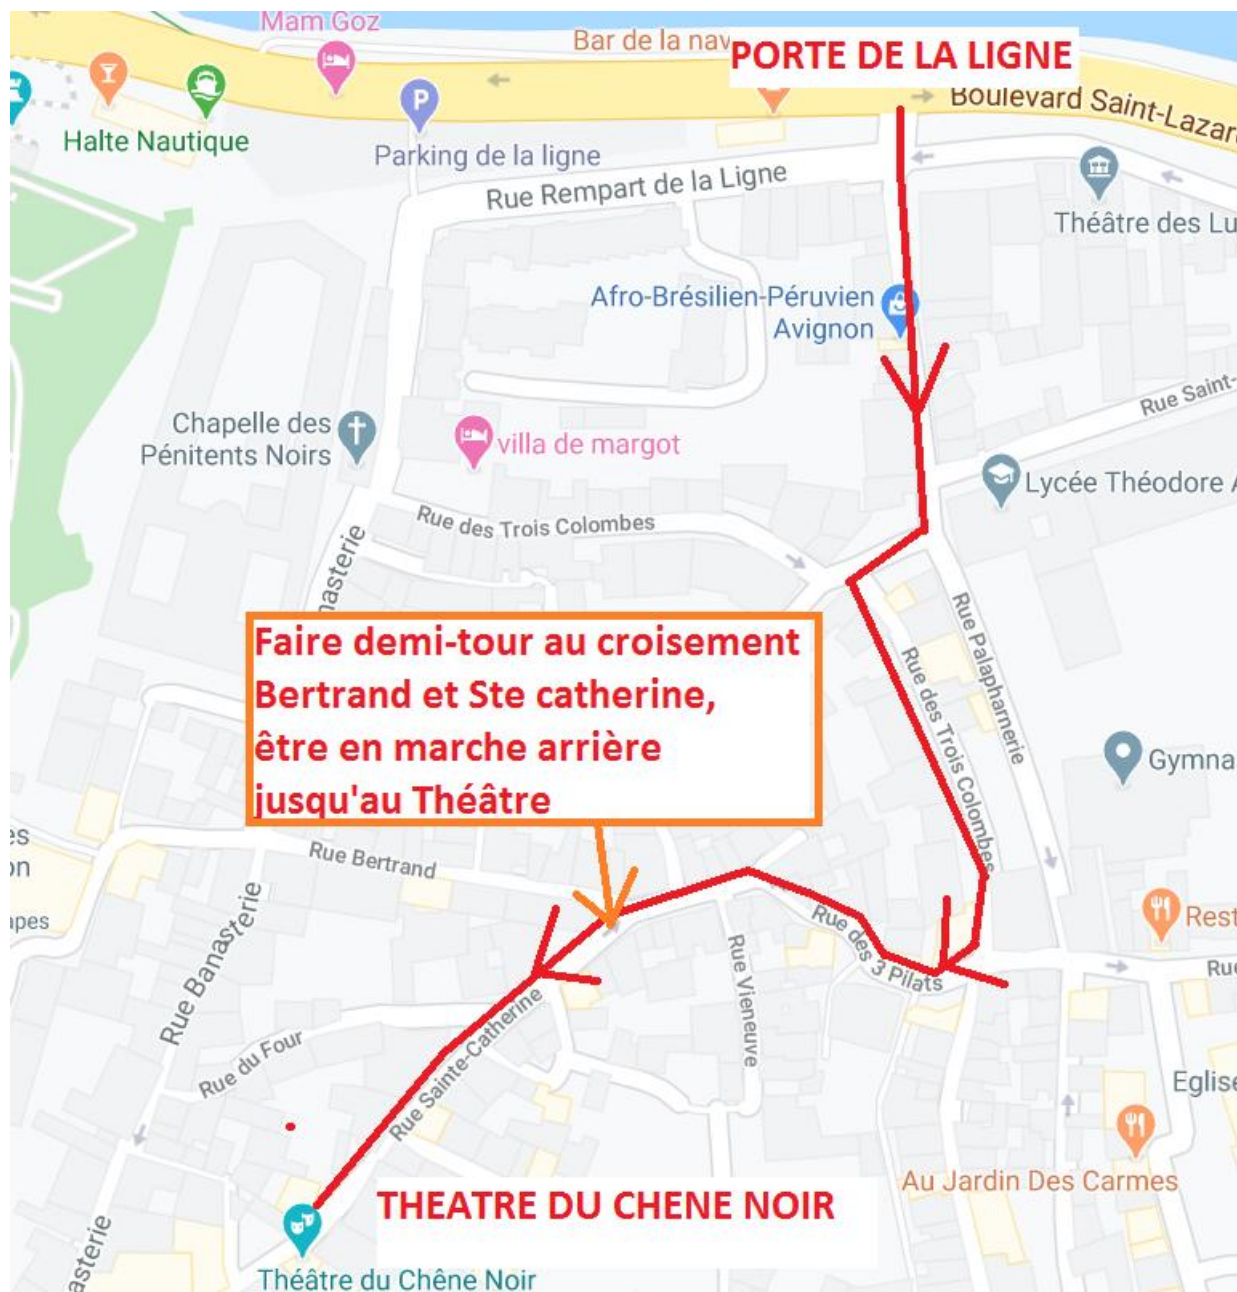 Mam Goz
Bar de la nav
PORTE DE LA LIGNE
Boulevard Saint-Lazar
P
Halte Nautique
Parking de la ligne
Rue Rempart de la Ligne
Théâtre des Lu
Afro-Brésilien-Péruvien
Avignon
Rue Saint-
Chapelle des
Pénitents Noirs
villa de margot
Lycée Théodore A
Rue des Trois Colombes
nasterie
Rue Palapharnerie
Faire demi-tour au croisement
Bertrand et Ste catherine,
être en marche arrière
jusqu'au Théâtre
Rue des Trois Colombes
Gymna
es
on
Rue Bertrand
apes
Rue Banasterie
Rest
Rue des 3 Pilats
Rue Vieneuve
Rue
Rue du Four
Rue Sainte-Catherine
Eglise
Au Jardin Des Carmes
THEATRE DU CHENE NOIR
asterie
Théâtre du Chêne Noir